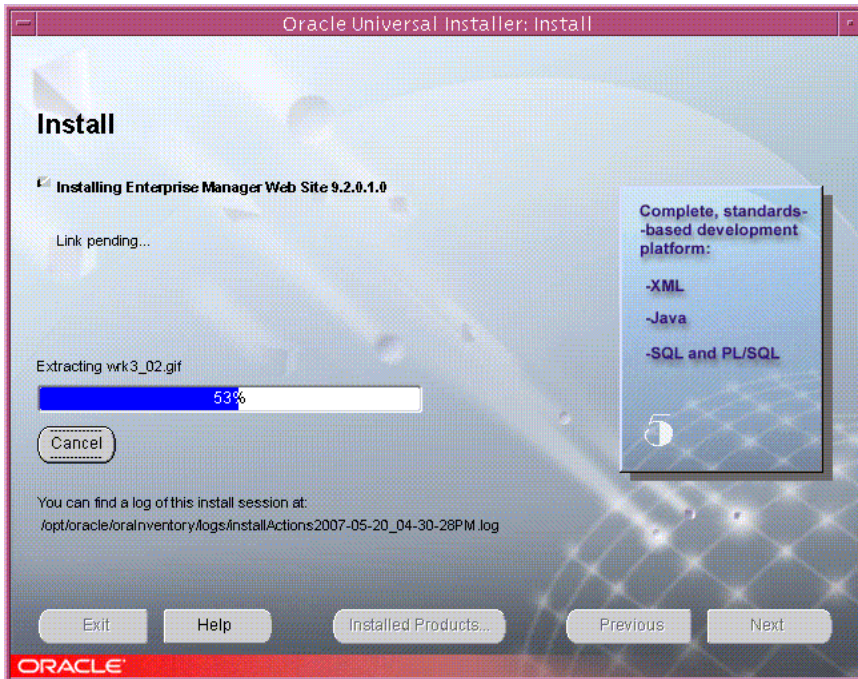 Oracle Universal Installer: Install
Install
Installing Enterprise Manager Web Site 9.2.0.1.0
Link pending...
Complete, standards-
-based development
platform:
-XML
-Java
-SQL and PL/SQL
5
Extracting wrk3_02.gif
53%
Cancel
You can find a log of this install session at:
/opt/oracle/oraInventory/logs/installActions2007-05-20_04-30-28PM.log
Exit
Help
Installed Products...
Previous
Next
ORACLE